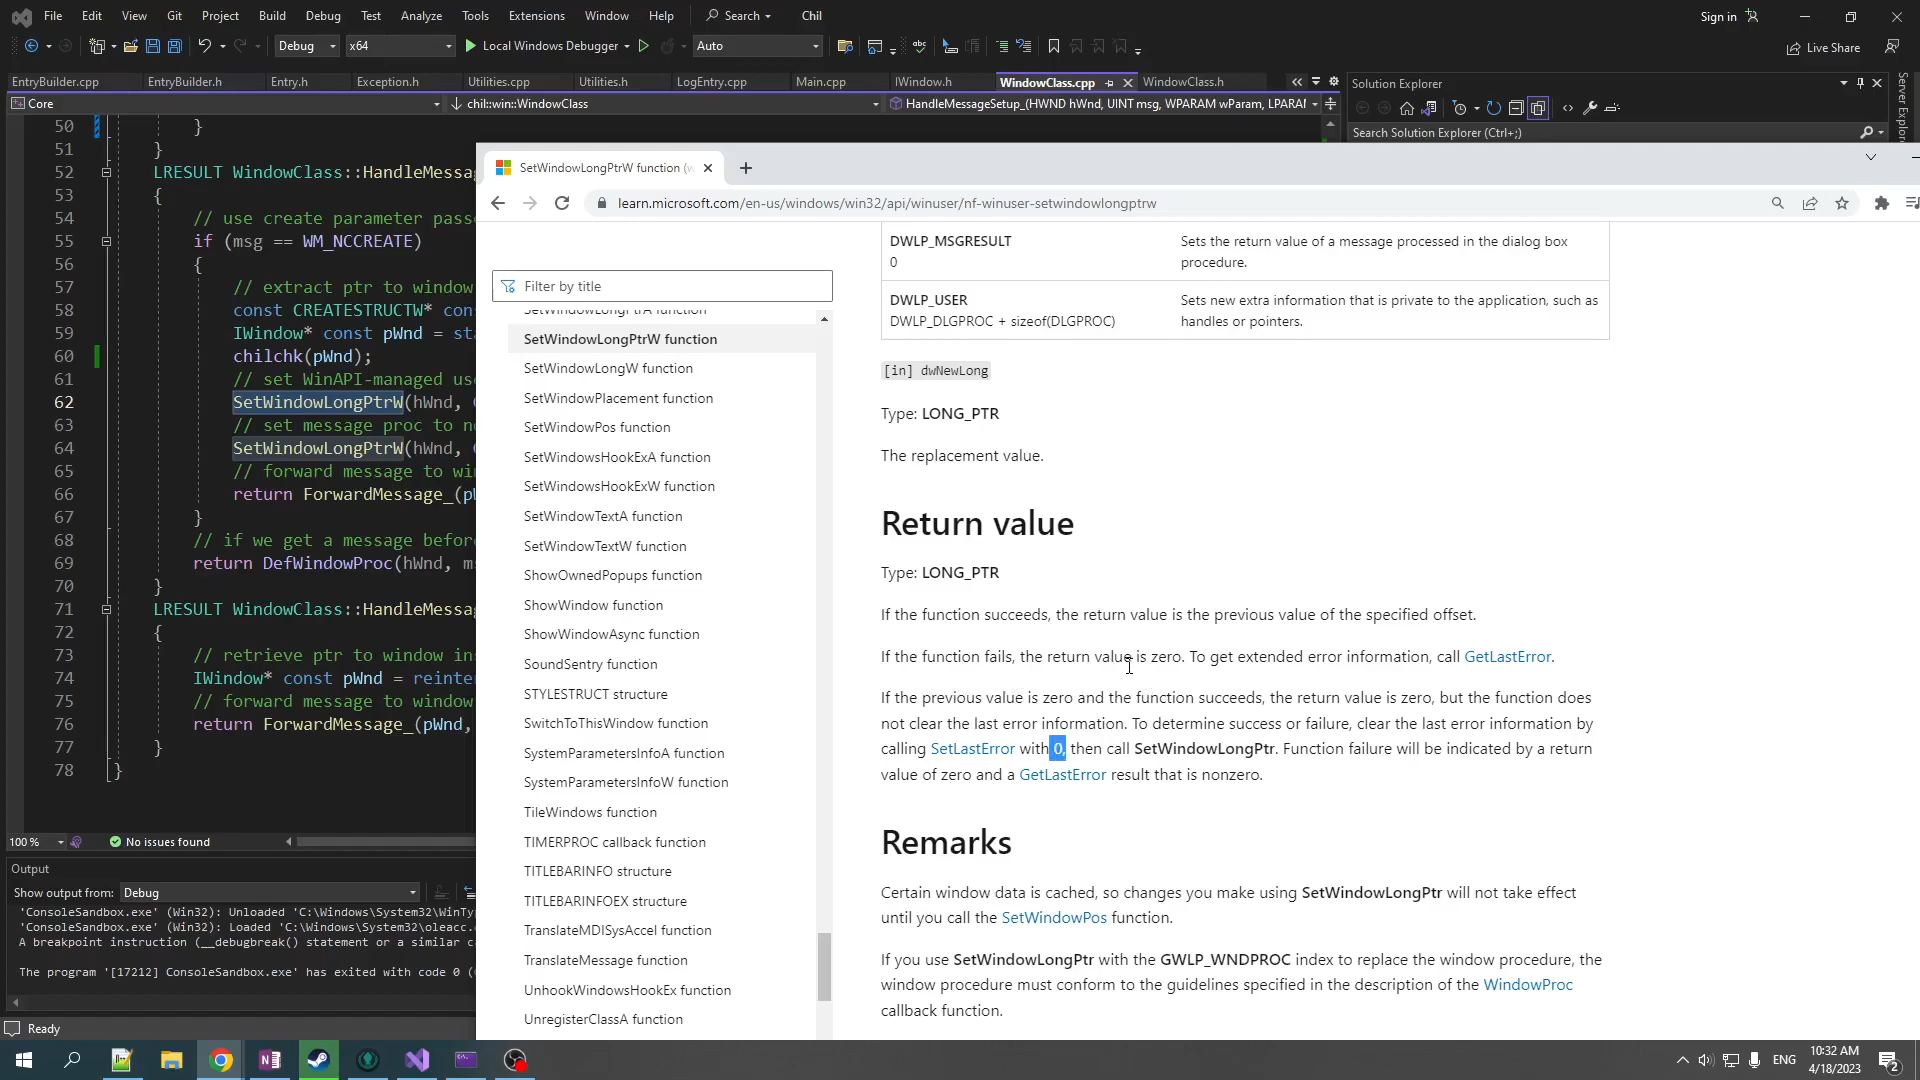 File Edit View Git Project Build Debug Test Analyze Tools Extensions Window Help Search Chil Sign in
Debug x64 Local Windows Debugger Auto Live Share
EntryBuilder.cpp EntryBuilder.h Entry.h Exception.h Utilities.cpp Utilities.h LogEntry.cpp Main.cpp IWindow.h WindowClass.cpp WindowClass.h Solution Explorer
Core chil::win::WindowClass HandleMessageSetup_(HWND hWnd, UINT msg, WPARAM wParam, LPARAM
Search Solution Explorer (Ctrl+;)
50 }
51 }
52 LRESULT WindowClass::HandleMessa
53 {
54 // use create parameter pass
55 if (msg == WM_NCCREATE)
56 {
57 // extract ptr to window
58 const CREATESTRUCTW* con
59 IWindow* const pWnd = st
60 chilchk(pWnd);
61 // set WinAPI-managed us
62 SetWindowLongPtrW(hWnd,
63 // set message proc to n
64 SetWindowLongPtrW(hWnd,
65 // forward message to wi
66 return ForwardMessage_(p
67 }
68 // if we get a message befor
69 return DefWindowProc(hWnd, m
70 }
71 LRESULT WindowClass::HandleMessa
72 {
73 // retrieve ptr to window in
74 IWindow* const pWnd = reinter
75 // forward message to window
76 return ForwardMessage_(pWnd,
77 }
78 }
100 % No issues found
Output
Show output from: Debug
'ConsoleSandbox.exe' (Win32): Unloaded 'C:\Windows\System32\WinTy
'ConsoleSandbox.exe' (Win32): Loaded 'C:\Windows\System32\oleacc.
A breakpoint instruction (__debugbreak() statement or a similar c
The program '[17212] ConsoleSandbox.exe' has exited with code 0 (
Ready
SetWindowLongPtrW function (w
learn.microsoft.com/en-us/windows/win32/api/winuser/nf-winuser-setwindowlongptrw
Filter by title
SetWindowLongPtrA function
SetWindowLongPtrW function
SetWindowLongW function
SetWindowPlacement function
SetWindowPos function
SetWindowsHookExA function
SetWindowsHookExW function
SetWindowTextA function
SetWindowTextW function
ShowOwnedPopups function
ShowWindow function
ShowWindowAsync function
SoundSentry function
STYLESTRUCT structure
SwitchToThisWindow function
SystemParametersInfoA function
SystemParametersInfoW function
TileWindows function
TIMERPROC callback function
TITLEBARINFO structure
TITLEBARINFOEX structure
TranslateMDISysAccel function
TranslateMessage function
UnhookWindowsHookEx function
UnregisterClassA function
DWLP_MSGRESULT Sets the return value of a message processed in the dialog box
0 procedure.
DWLP_USER Sets new extra information that is private to the application, such as
DWLP_DLGPROC + sizeof(DLGPROC) handles or pointers.
[in] dwNewLong
Type: LONG_PTR
The replacement value.
Return value
Type: LONG_PTR
If the function succeeds, the return value is the previous value of the specified offset.
If the function fails, the return value is zero. To get extended error information, call GetLastError.
If the previous value is zero and the function succeeds, the return value is zero, but the function does
not clear the last error information. To determine success or failure, clear the last error information by
calling SetLastError with 0, then call SetWindowLongPtr. Function failure will be indicated by a return
value of zero and a GetLastError result that is nonzero.
Remarks
Certain window data is cached, so changes you make using SetWindowLongPtr will not take effect
until you call the SetWindowPos function.
If you use SetWindowLongPtr with the GWLP_WNDPROC index to replace the window procedure, the
window procedure must conform to the guidelines specified in the description of the WindowProc
callback function.
Server Explor
ENG
10:32 AM
4/18/2023
2